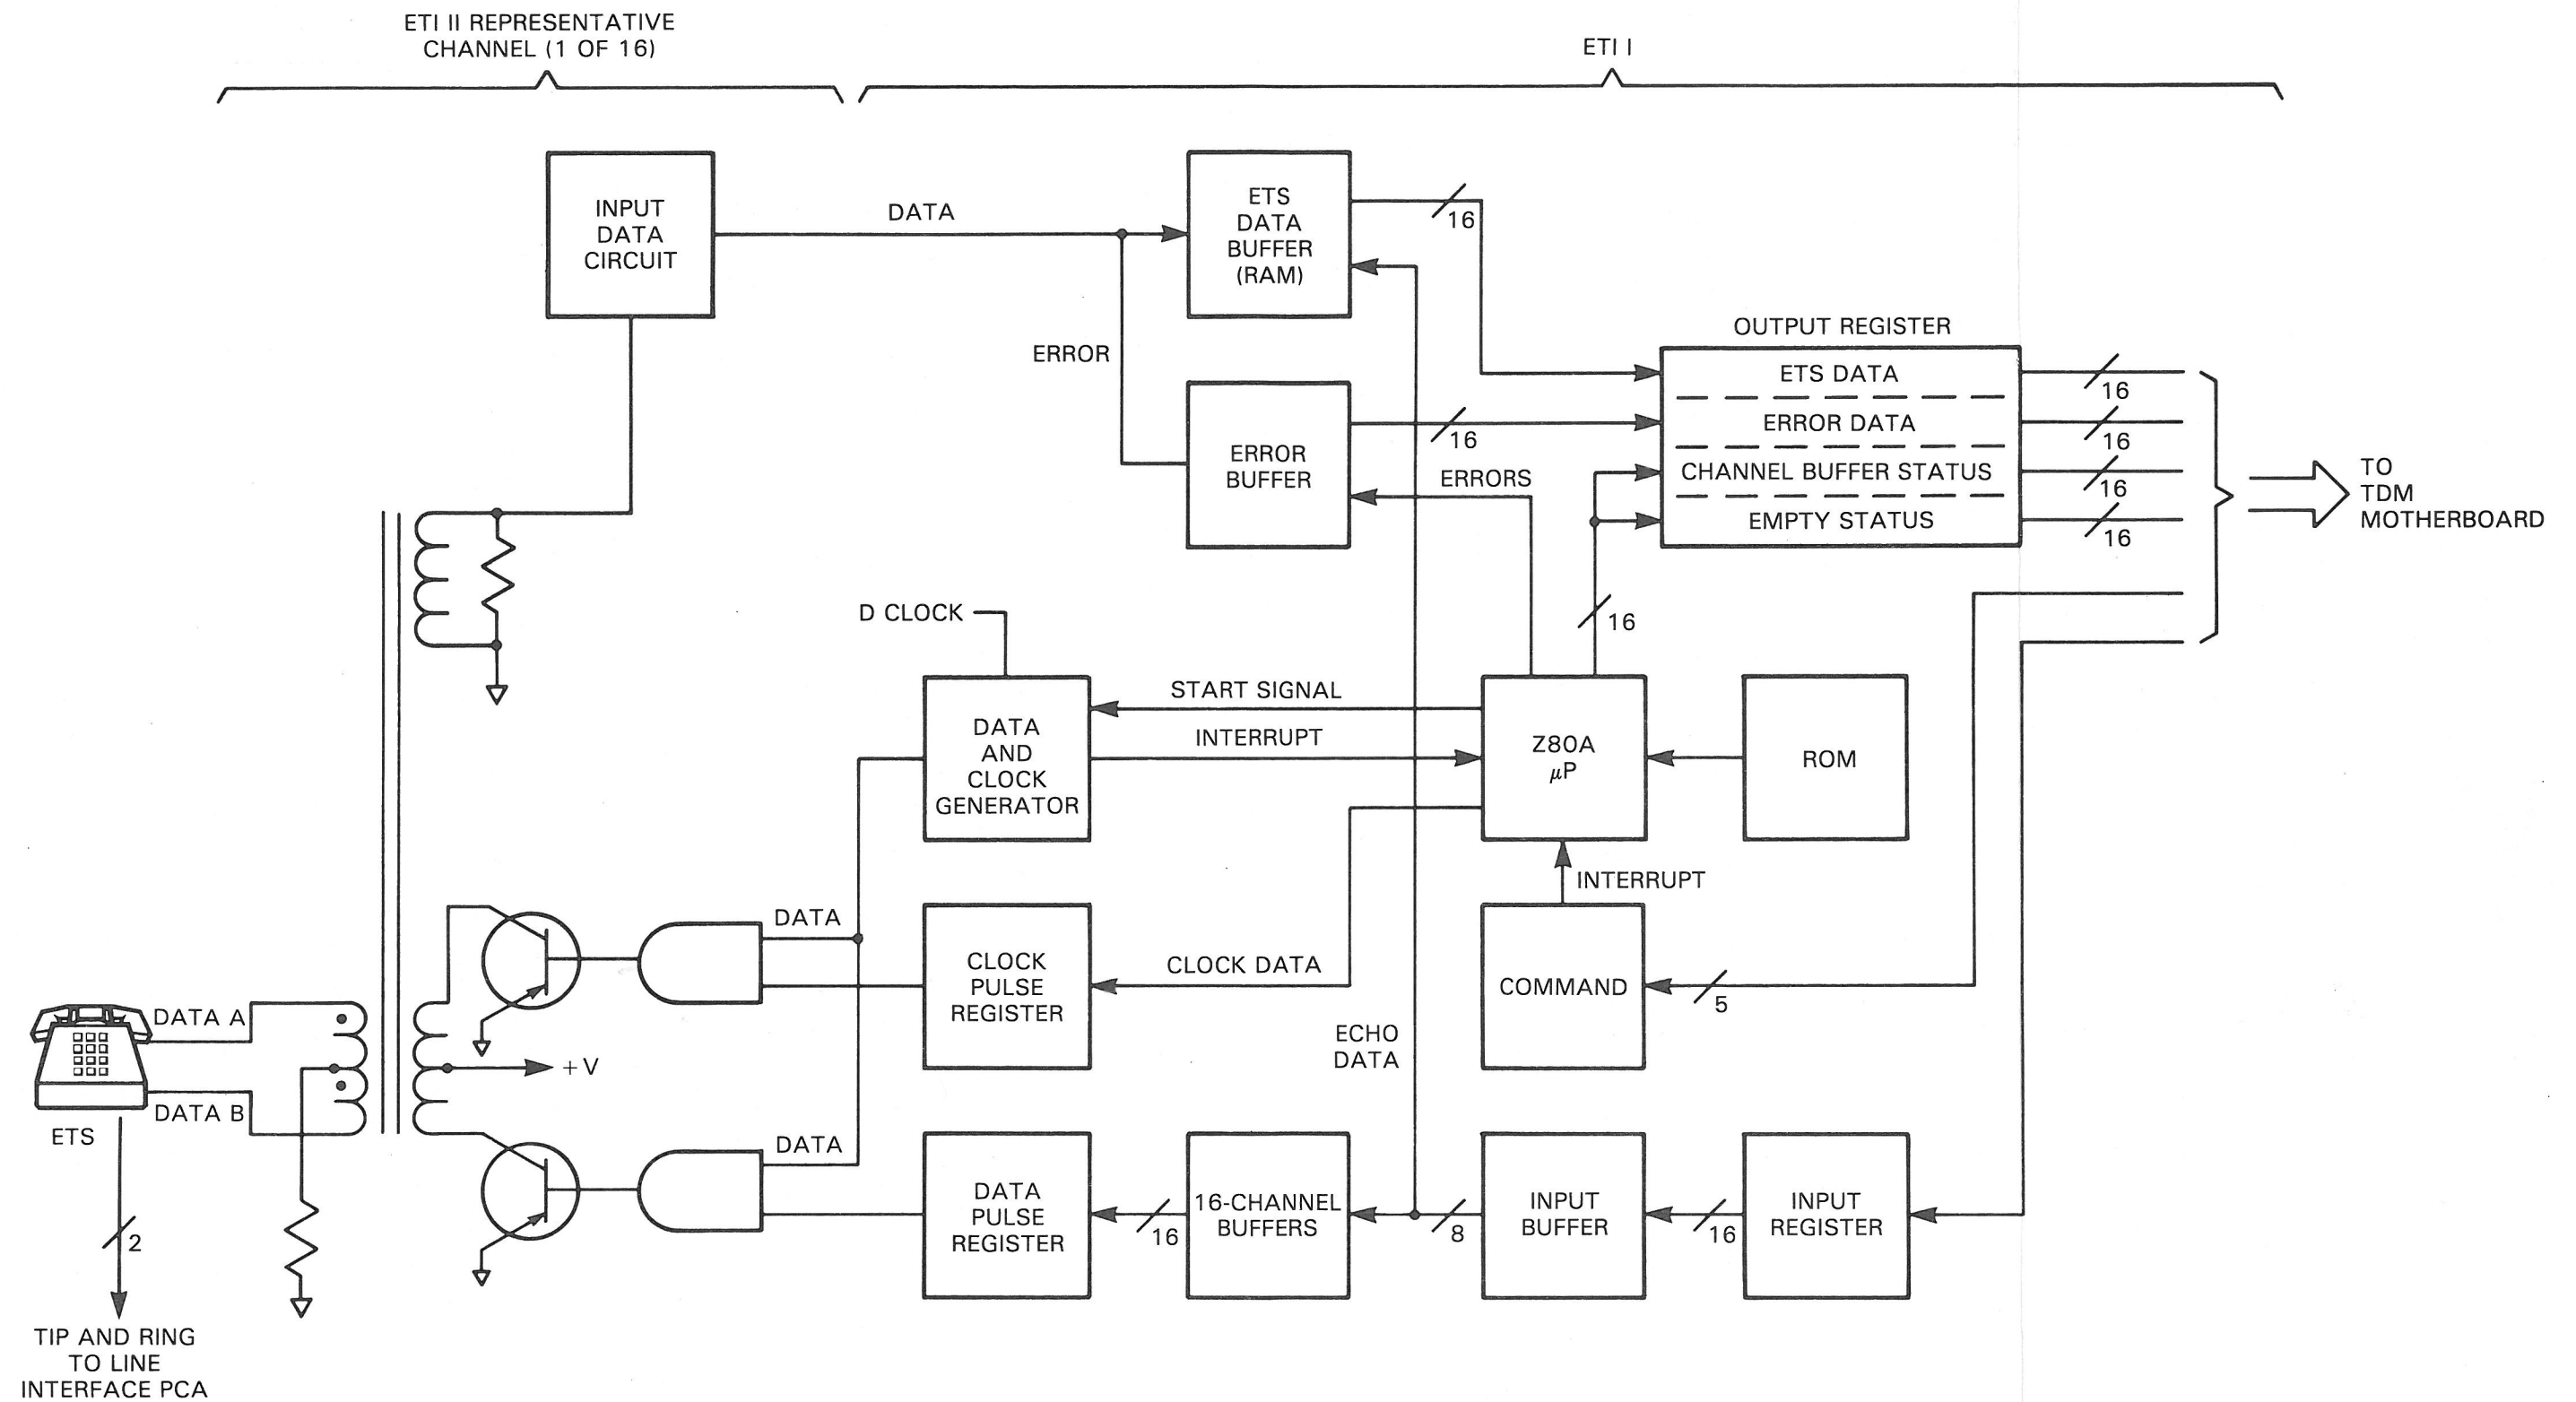 ETI II REPRESENTATIVE
CHANNEL (1 OF 16)
ETI I
INPUT
DATA
CIRCUIT
DATA
ETS
DATA
BUFFER
(RAM)
16
ERROR
OUTPUT REGISTER
ETS DATA
16
ERROR DATA
16
CHANNEL BUFFER STATUS
16
EMPTY STATUS
16
ERROR
BUFFER
16
ERRORS
TO
TDM
MOTHERBOARD
16
D CLOCK
DATA
AND
CLOCK
GENERATOR
START SIGNAL
INTERRUPT
Z80A
μP
ROM
INTERRUPT
DATA
CLOCK
PULSE
REGISTER
CLOCK DATA
COMMAND
5
ECHO
DATA
DATA A
DATA B
ETS
+V
2
TIP AND RING
TO LINE
INTERFACE PCA
DATA
DATA
PULSE
REGISTER
16
16-CHANNEL
BUFFERS
8
INPUT
BUFFER
16
INPUT
REGISTER